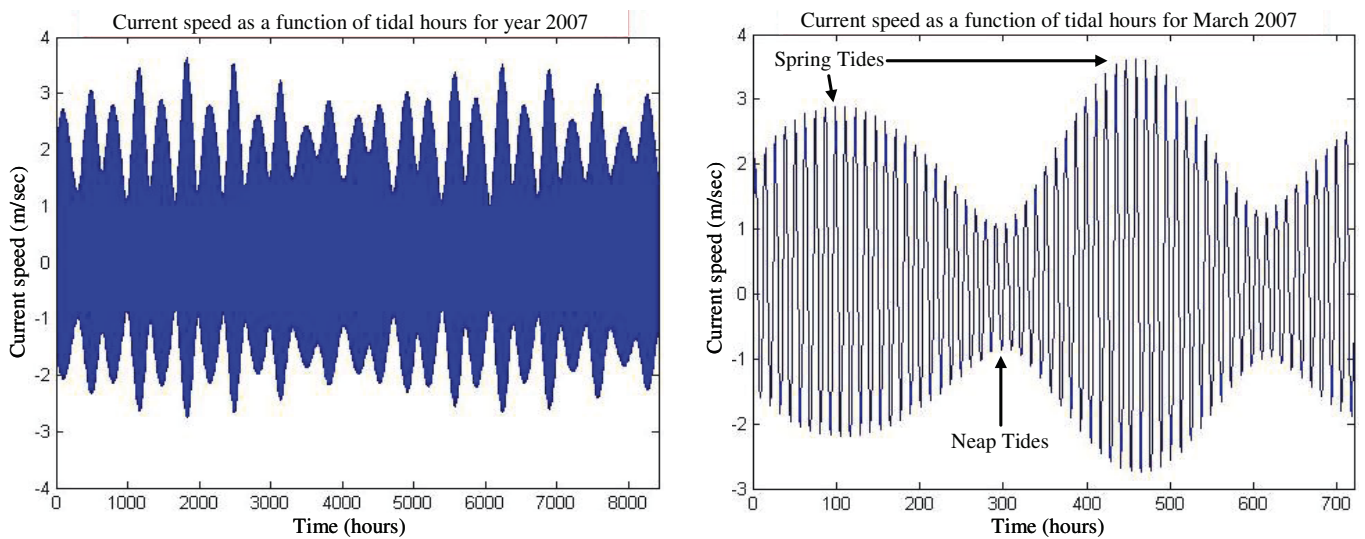 Current speed as a function of tidal hours for year 2007
4
3
2
1
0
-1
-2
-3
-4
Current speed (m/sec)
0 1000 2000 3000 4000 5000 6000 7000 8000
Time (hours)
Current speed as a function of tidal hours for March 2007
Spring Tides
Neap Tides
4
3
2
1
0
-1
-2
-3
Current speed (m/sec)
0 100 200 300 400 500 600 700
Time (hours)